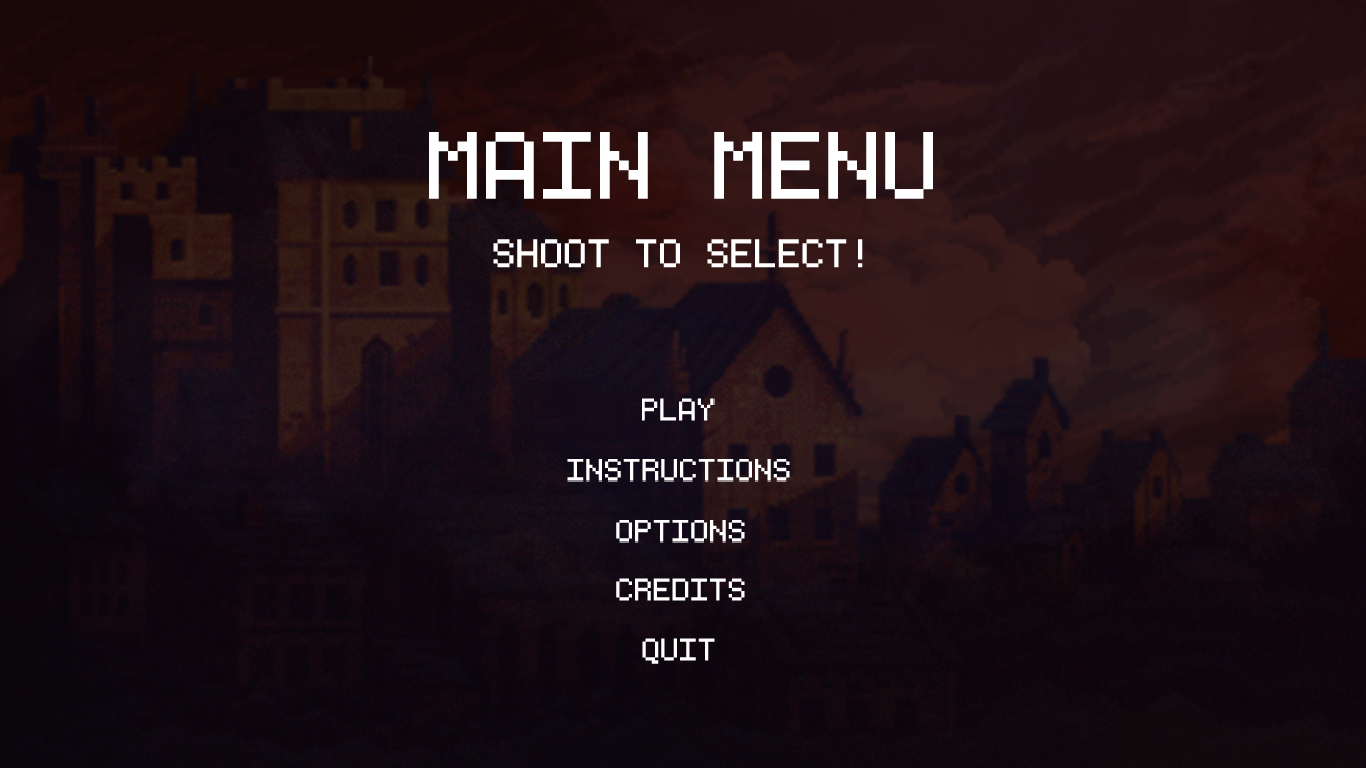 MAIN MENU
SHOOT TO SELECT!
PLAY
INSTRUCTIONS
OPTIONS
CREDITS
QUIT